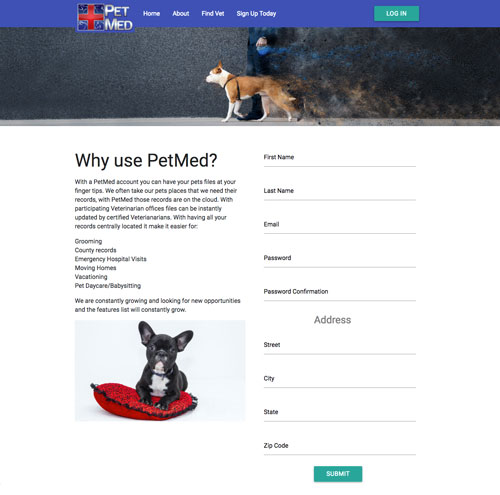 PET MED
Home
About
Find Vet
Sign Up Today
LOG IN
Why use PetMed?
With a PetMed account you can have your pets files at your
finger tips. We often take our pets places that we need their
records, with PetMed those records are on the cloud. With
participating Veterinarian offices files can be instantly
updated by certified Veterianarians. With having all your
records centrally located it make it easier for:
Grooming
County records
Emergency Hospital Visits
Moving Homes
Vacationing
Pet Daycare/Babysitting
We are constantly growing and looking for new opportunities
and the features list will constantly grow.
First Name
Last Name
Email
Password
Password Confirmation
Address
Street
City
State
Zip Code
SUBMIT